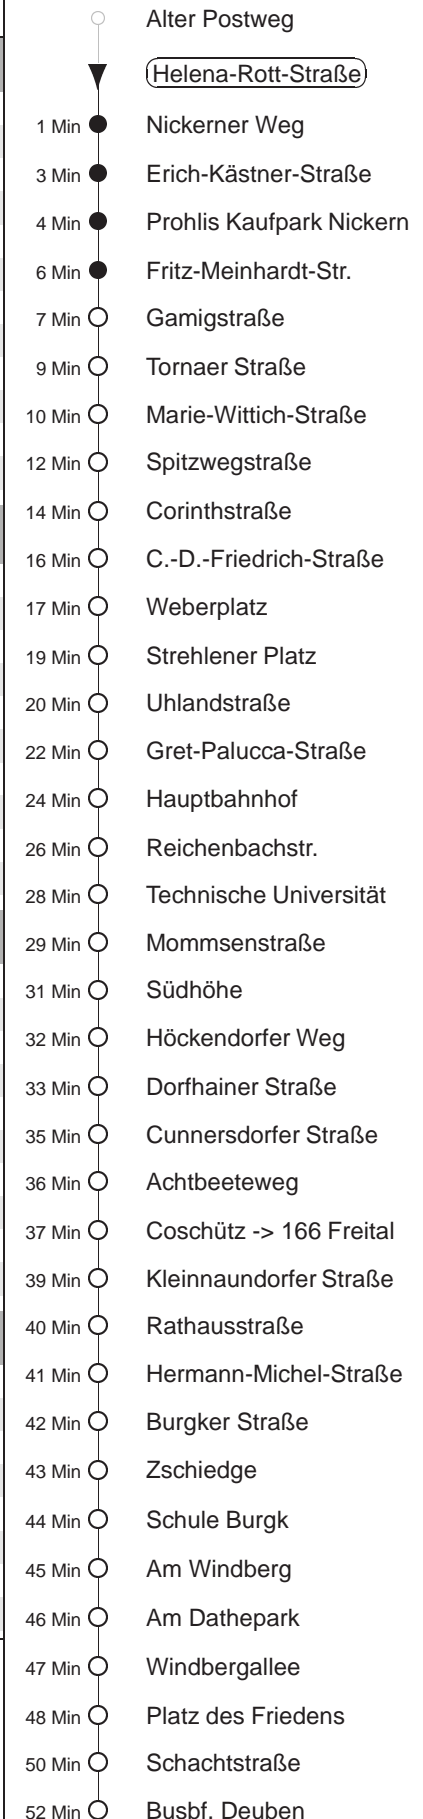 Alter Postweg
Helena-Rott-Straße
1 Min Nickerner Weg
3 Min Erich-Kästner-Straße
4 Min Prohlis Kaufpark Nickern
6 Min Fritz-Meinhardt-Str.
7 Min Gamigstraße
9 Min Tornaer Straße
10 Min Marie-Wittich-Straße
12 Min Spitzwegstraße
14 Min Corinthstraße
16 Min C.-D.-Friedrich-Straße
17 Min Weberplatz
19 Min Strehlener Platz
20 Min Uhlandstraße
22 Min Gret-Palucca-Straße
24 Min Hauptbahnhof
26 Min Reichenbachstr.
28 Min Technische Universität
29 Min Mommsenstraße
31 Min Südhöhe
32 Min Höckendorfer Weg
33 Min Dorfhainer Straße
35 Min Cunnersdorfer Straße
36 Min Achtbeeteweg
37 Min Coschütz -> 166 Freital
39 Min Kleinnaundorfer Straße
40 Min Rathausstraße
41 Min Hermann-Michel-Straße
42 Min Burgker Straße
43 Min Zschiedge
44 Min Schule Burgk
45 Min Am Windberg
46 Min Am Dathepark
47 Min Windbergallee
48 Min Platz des Friedens
50 Min Schachtstraße
52 Min Busbf. Deuben